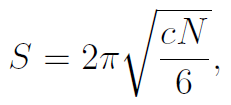 S = 2π√(cN/6),